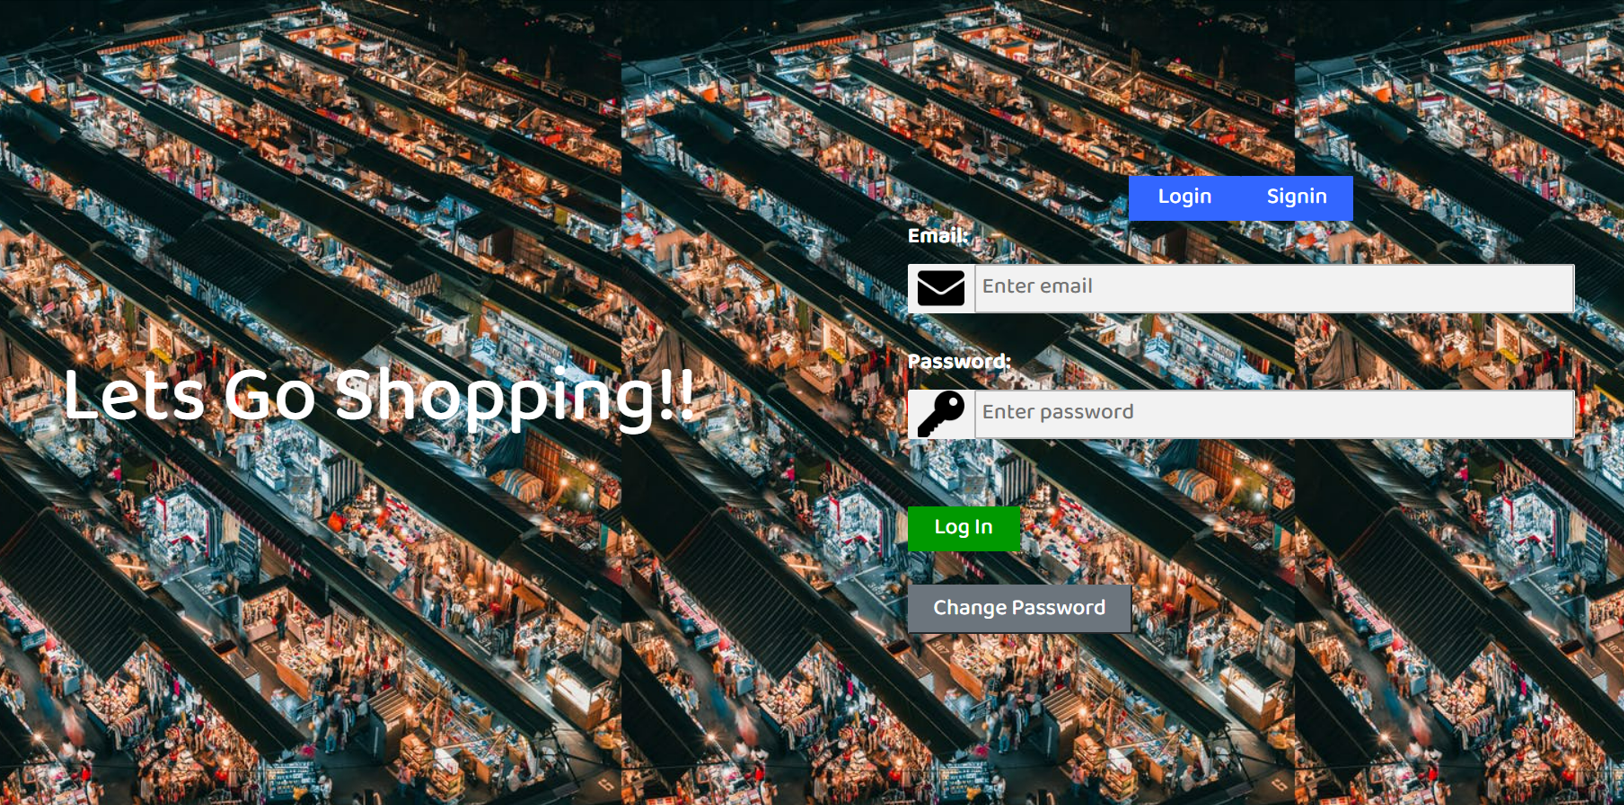 Login Signin
Email:
Enter email
Lets Go Shopping!!
Password:
Enter password
Log In
Change Password